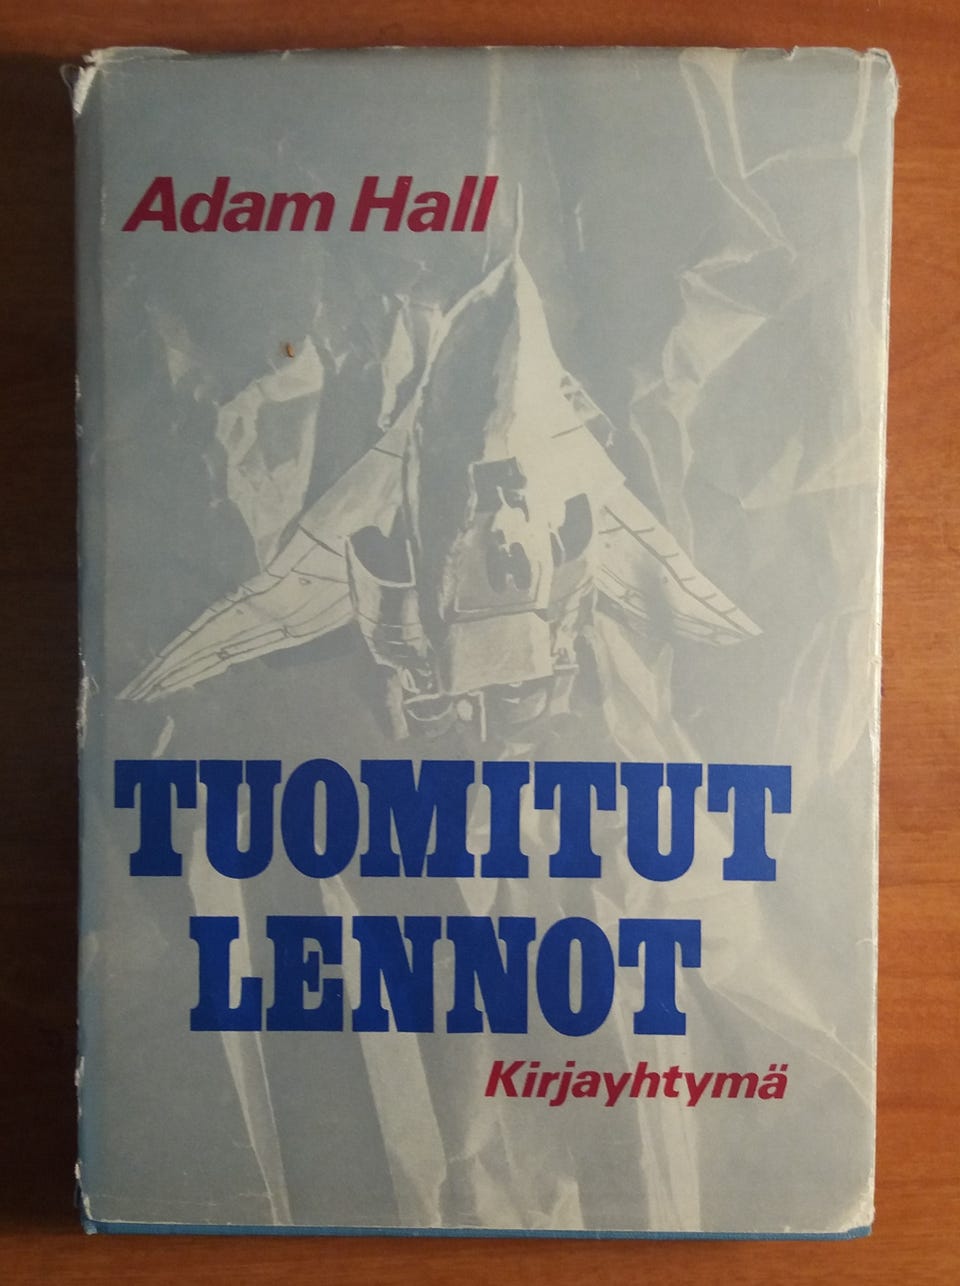 Adam Hall
TUOMITUT
LENNOT
Kirjayhtymä